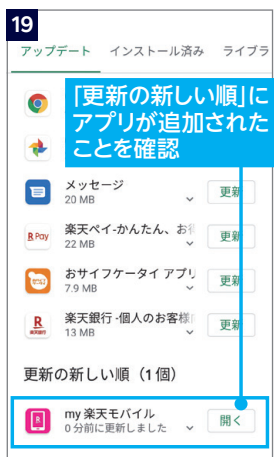 19
アップデート インストール済み ライブラ
「更新の新しい順」に
アプリが追加された
ことを確認
メッセージ
20 MB
更新
R Pay
楽天ペイ-かんたん、お得
22 MB
更新
おサイフケータイ アプリ
7.9 MB
更新
R
楽天銀行 -個人のお客様
13 MB
更新
更新の新しい順（1個）
my 楽天モバイル
0 分前に更新しました
開く